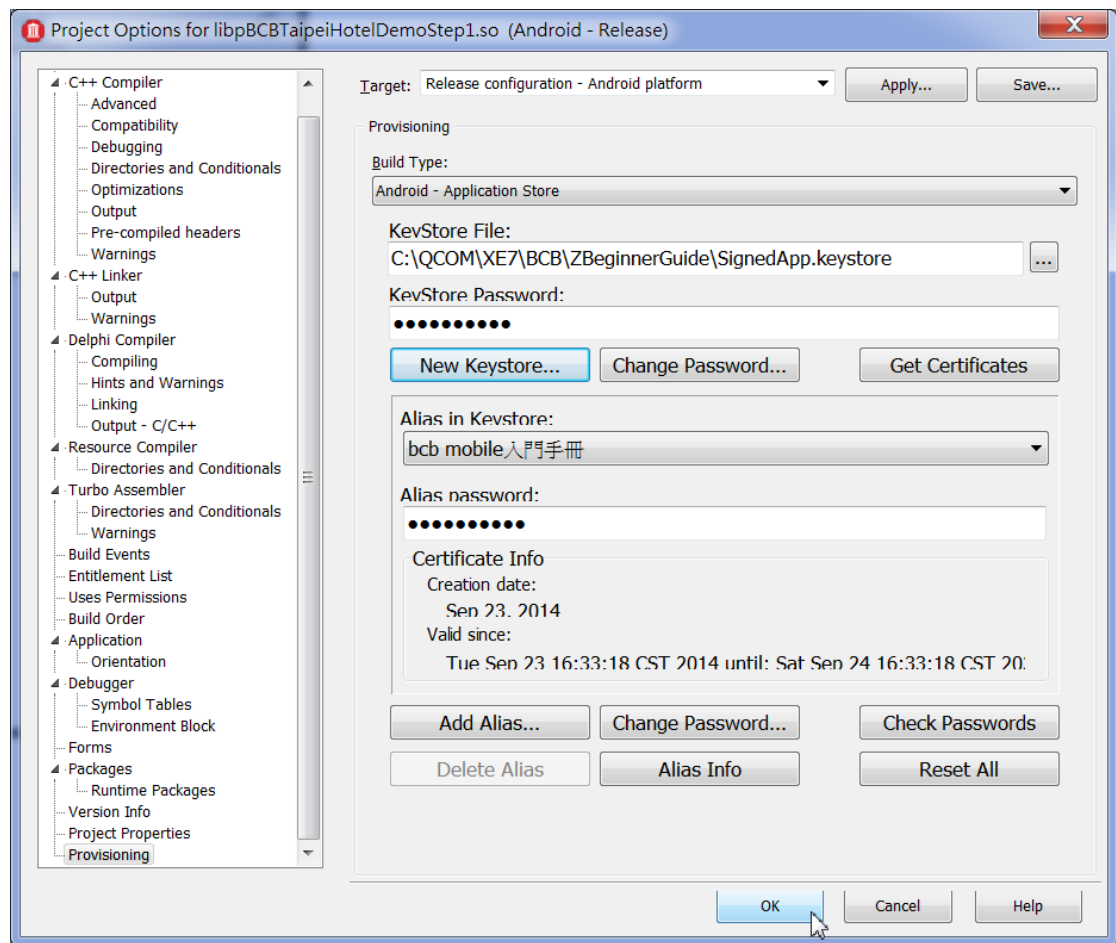 Project Options for libpBCBTaipeiHotelDemoStep1.so (Android - Release)
C++ Compiler
Advanced
Compatibility
Debugging
Directories and Conditionals
Optimizations
Output
Pre-compiled headers
Warnings
C++ Linker
Output
Warnings
Delphi Compiler
Compiling
Hints and Warnings
Linking
Output - C/C++
Resource Compiler
Directories and Conditionals
Turbo Assembler
Directories and Conditionals
Warnings
Build Events
Entitlement List
Uses Permissions
Build Order
Application
Orientation
Debugger
Symbol Tables
Environment Block
Forms
Packages
Runtime Packages
Version Info
Project Properties
Provisioning
Target: Release configuration - Android platform
Apply... Save...
Provisioning
Build Type:
Android - Application Store
KeyStore File:
C:\QCOM\XE7\BCB\ZBeginnerGuide\SignedApp.keystore
...
KeyStore Password:
●●●●●●●●●●
New Keystore... Change Password... Get Certificates
Alias in Keystore:
bcb mobile入門手冊
Alias password:
●●●●●●●●●●
Certificate Info
Creation date:
Sep 23, 2014
Valid since:
Tue Sep 23 16:33:18 CST 2014 until: Sat Sep 24 16:33:18 CST 20
Add Alias... Change Password... Check Passwords
Delete Alias Alias Info Reset All
OK Cancel Help